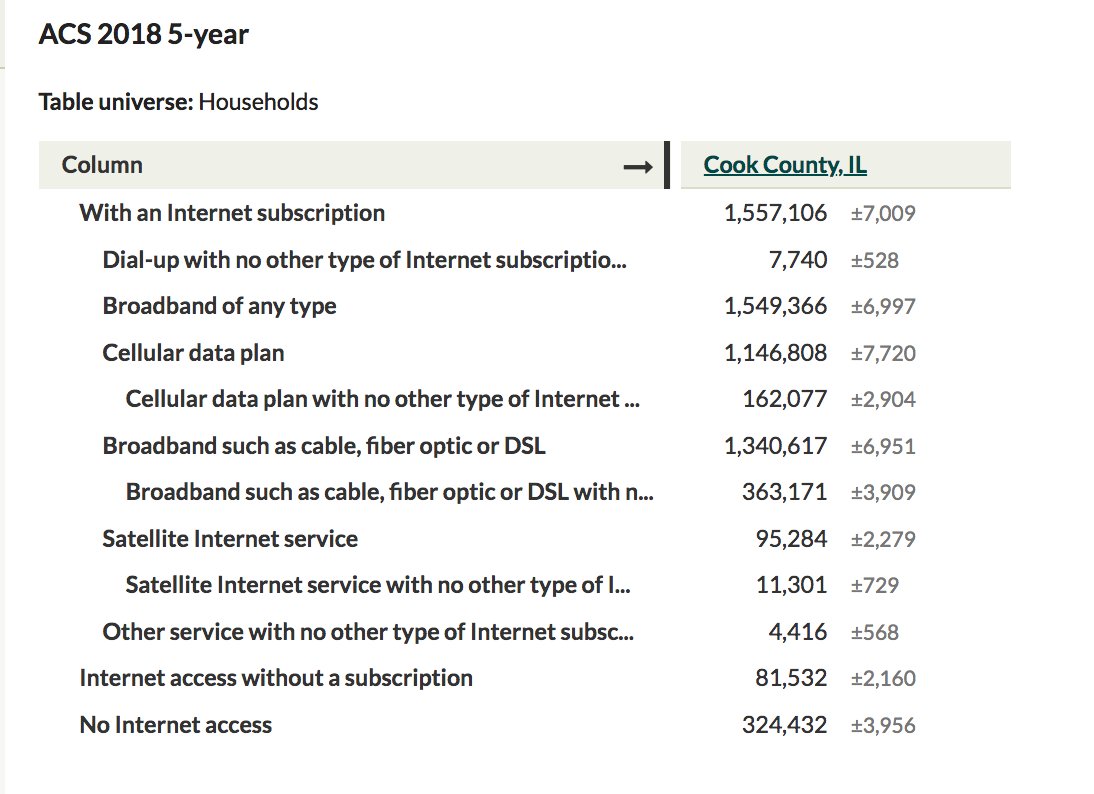 ACS 2018 5-year
Table universe: Households
Column → Cook County, IL
With an Internet subscription 1,557,106 ±7,009
Dial-up with no other type of Internet subscriptio... 7,740 ±528
Broadband of any type 1,549,366 ±6,997
Cellular data plan 1,146,808 ±7,720
Cellular data plan with no other type of Internet ... 162,077 ±2,904
Broadband such as cable, fiber optic or DSL 1,340,617 ±6,951
Broadband such as cable, fiber optic or DSL with n... 363,171 ±3,909
Satellite Internet service 95,284 ±2,279
Satellite Internet service with no other type of I... 11,301 ±729
Other service with no other type of Internet subsc... 4,416 ±568
Internet access without a subscription 81,532 ±2,160
No Internet access 324,432 ±3,956